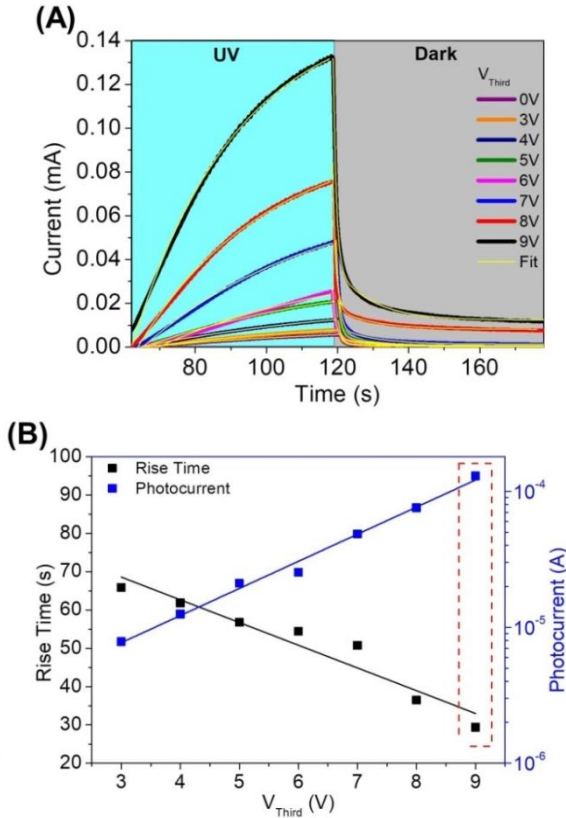 (A)
UV
Dark
V_Third
0V
3V
4V
5V
6V
7V
8V
9V
Fit
Current (mA)
0.14
0.12
0.10
0.08
0.06
0.04
0.02
0.00
80 100 120 140 160
Time (s)
(B)
Rise Time
Photocurrent
Rise Time (s)
100
90
80
70
60
50
40
30
20
Photocurrent (A)
10^-4
10^-5
10^-6
3 4 5 6 7 8 9
V_Third (V)